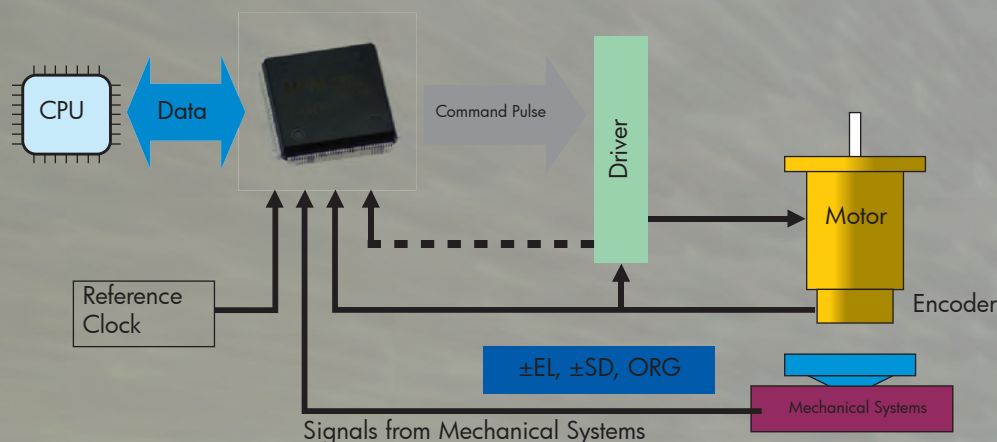 CPU
Data
Command Pulse
Driver
Motor
Reference
Clock
Encoder
±EL, ±SD, ORG
Mechanical Systems
Signals from Mechanical Systems